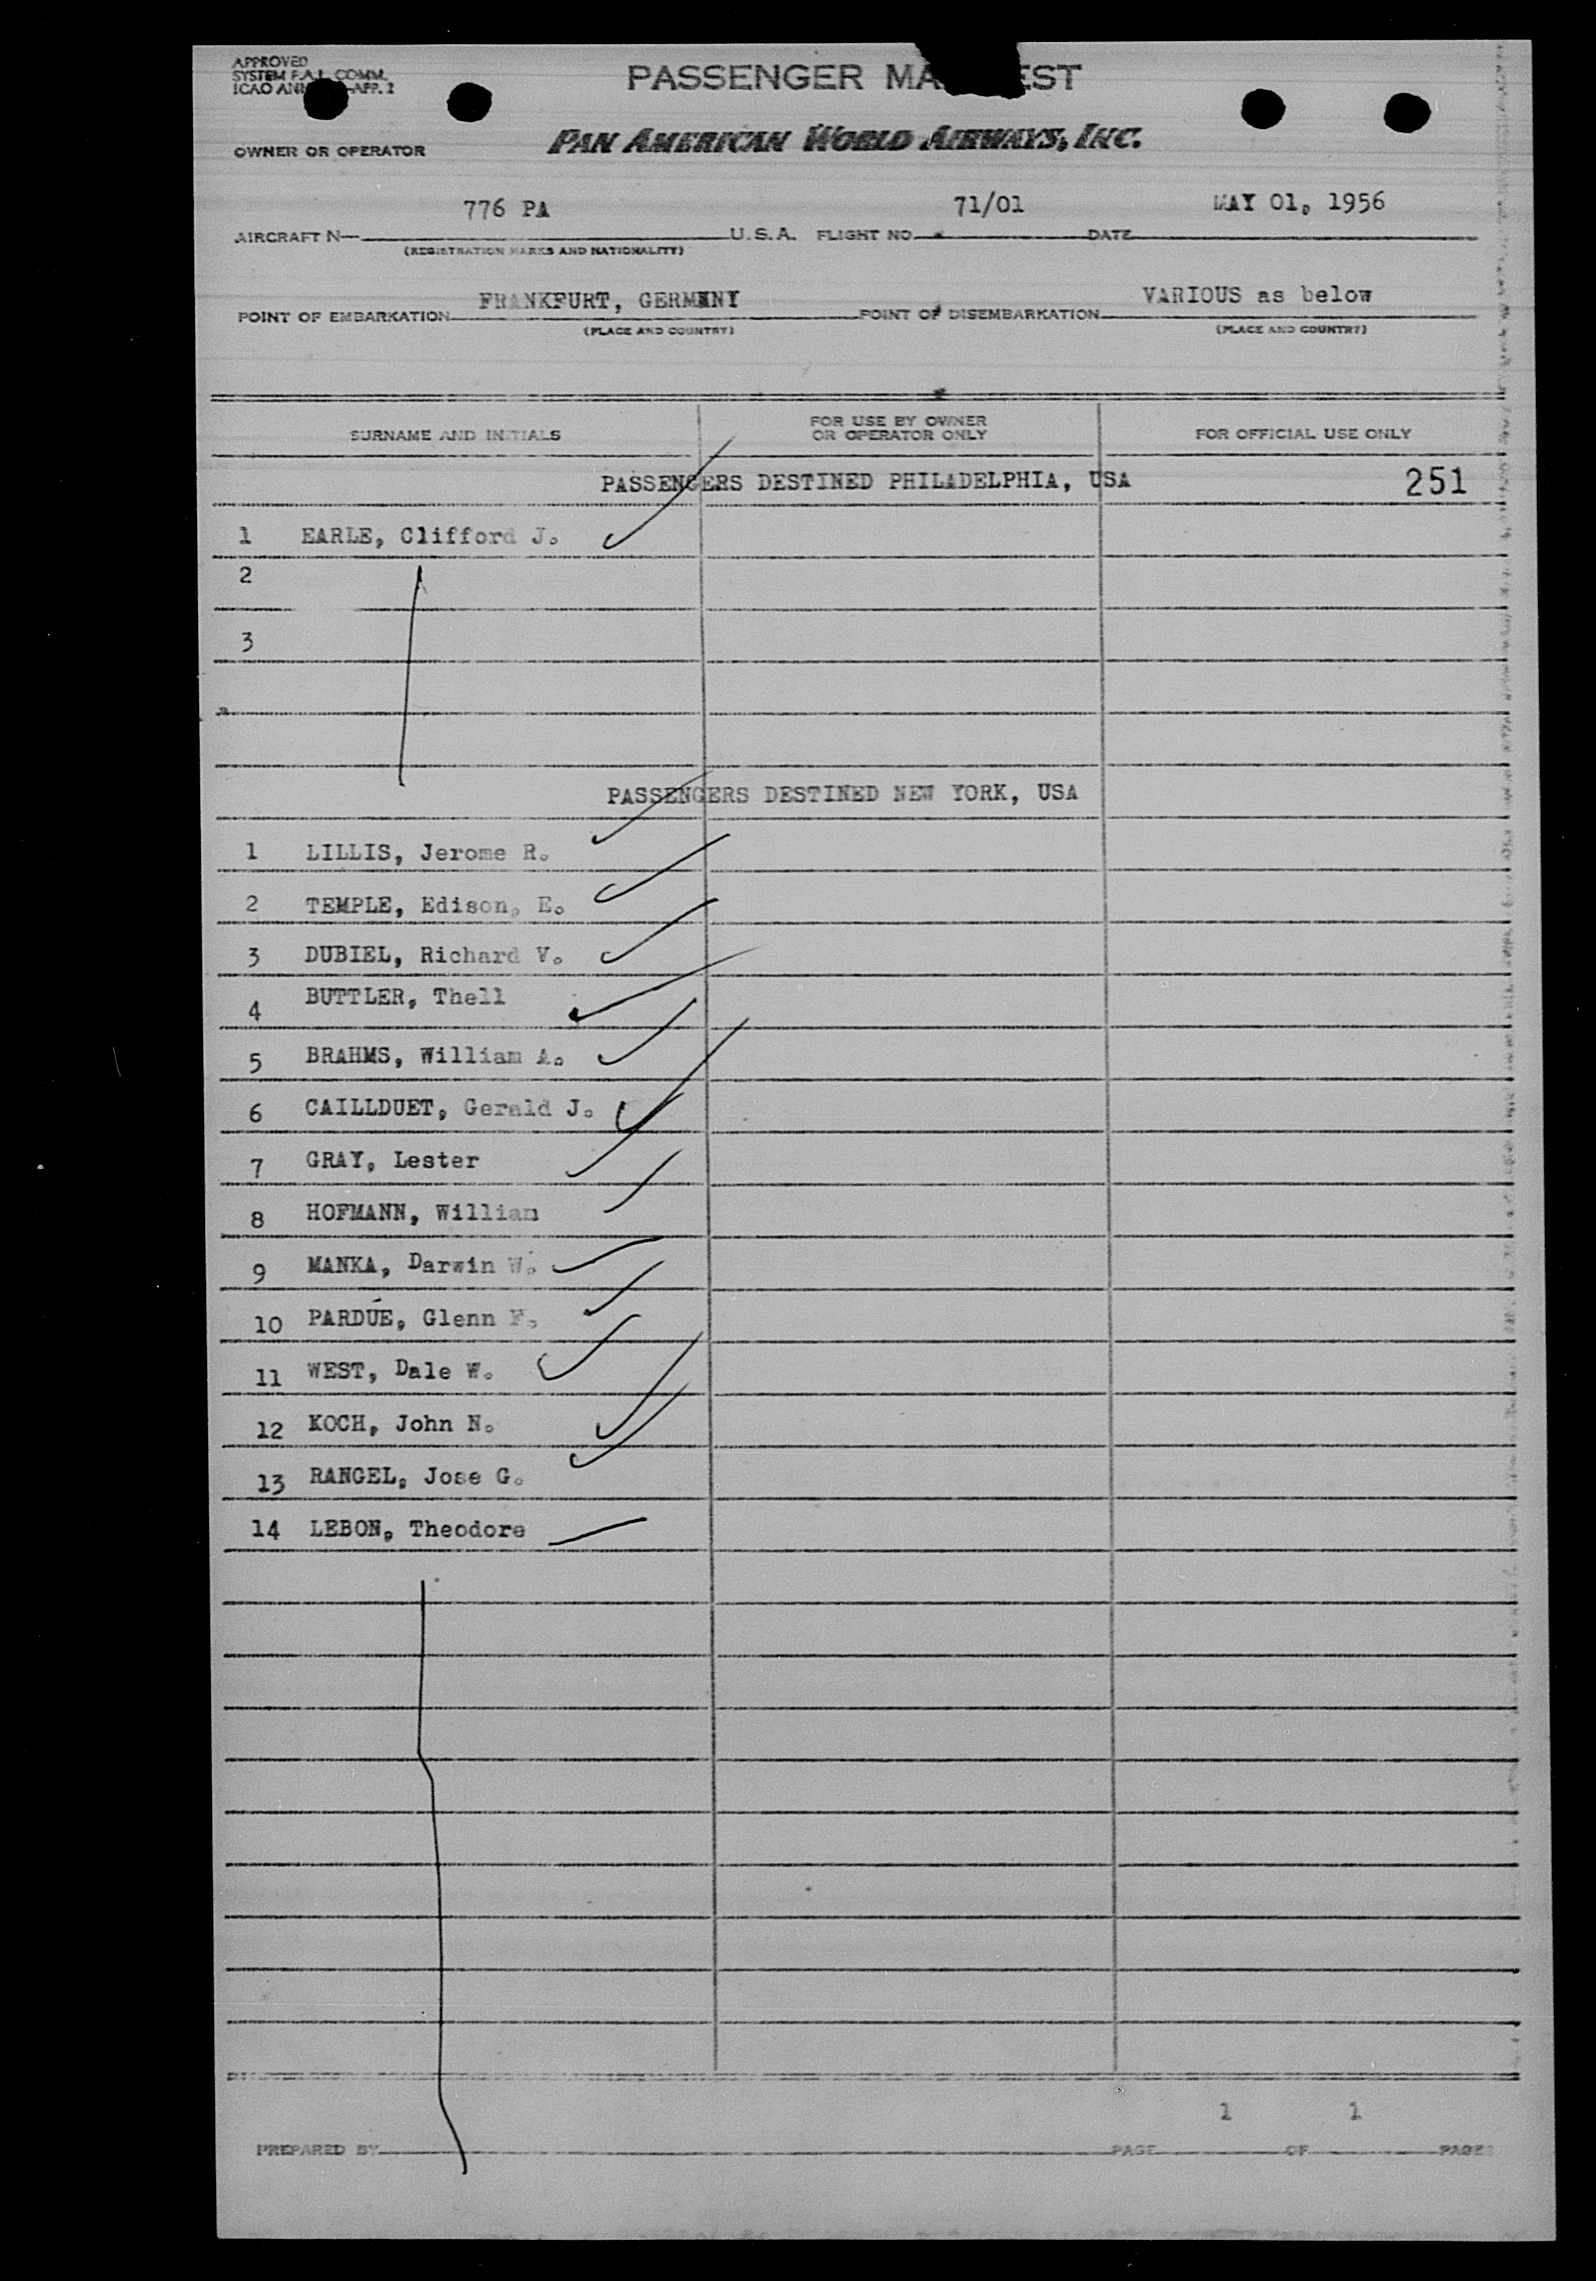 APPROVED
SYSTEM F.A.L. COMM.
ICAO APP. 2
PASSENGER
OWNER OR OPERATOR
PAN AMERICAN WORLD AIRWAYS, INC.
776 PA 71/01 MAY 01, 1956
AIRCRAFT N— U.S.A. FLIGHT NO. DATE
(REGISTRATION MARKS AND NATIONALITY)
FRANKFURT, GERMANY VARIOUS as below
POINT OF EMBARKATION POINT OF DISEMBARKATION
(PLACE AND COUNTRY) (PLACE AND COUNTRY)
SURNAME AND INITIALS FOR USE BY OWNER OR OPERATOR ONLY FOR OFFICIAL USE ONLY
PASSENGERS DESTINED PHILADELPHIA, USA 251
1 EARLE, Clifford J.
2
3
PASSENGERS DESTINED NEW YORK, USA
1 LILLIS, Jerome R.
2 TEMPLE, Edison, E.
3 DUBIEL, Richard V.
4 BUTTLER, Thell
5 BRAHMS, William A.
6 CAILLDUET, Gerald J.
7 GRAY, Lester
8 HOFMANN, William
9 MANKA, Darwin W.
10 PARDUE, Glenn F.
11 WEST, Dale W.
12 KOCH, John N.
13 RANGEL, Jose G.
14 LEBON, Theodore
1 1
PREPARED BY PAGE OF PAGES